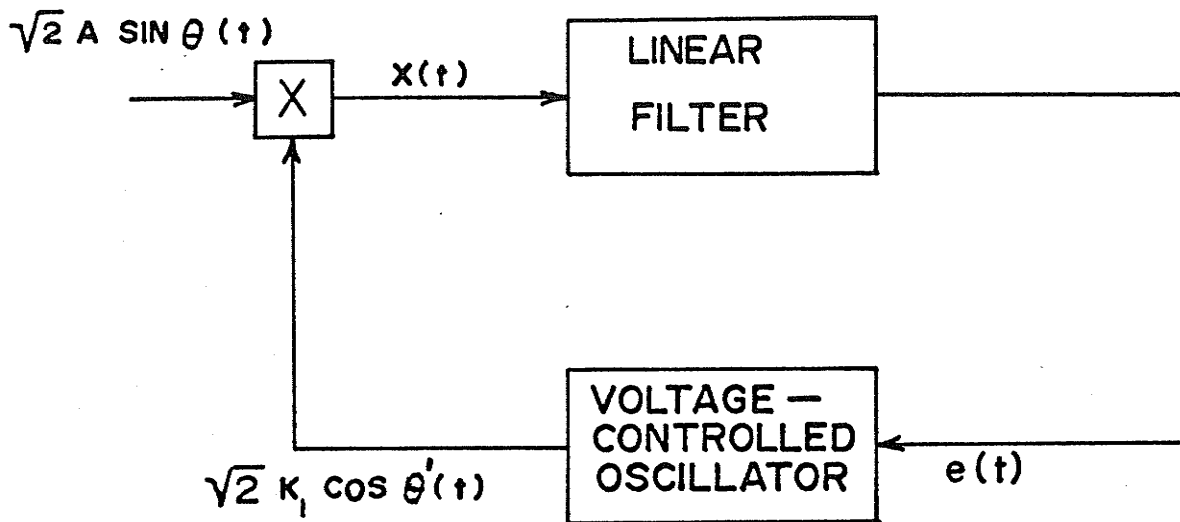 √2 A SIN θ(t)
X
X(t)
LINEAR
FILTER
VOLTAGE —
CONTROLLED
OSCILLATOR
e(t)
√2 K₁ COS θ'(t)